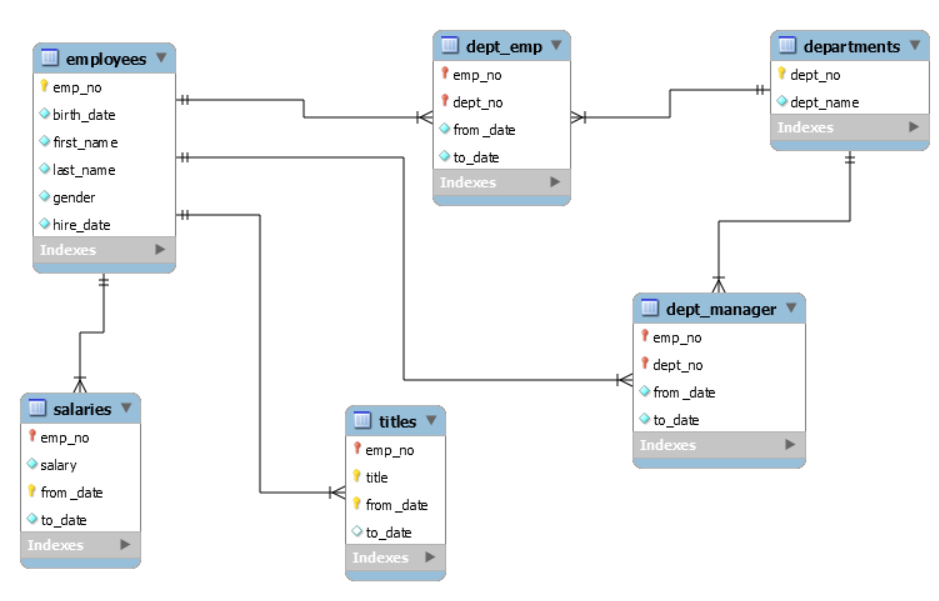 employees
emp_no
birth_date
first_name
last_name
gender
hire_date
Indexes
dept_emp
emp_no
dept_no
from_date
to_date
Indexes
departments
dept_no
dept_name
Indexes
dept_manager
emp_no
dept_no
from_date
to_date
Indexes
salaries
emp_no
salary
from_date
to_date
Indexes
titles
emp_no
title
from_date
to_date
Indexes